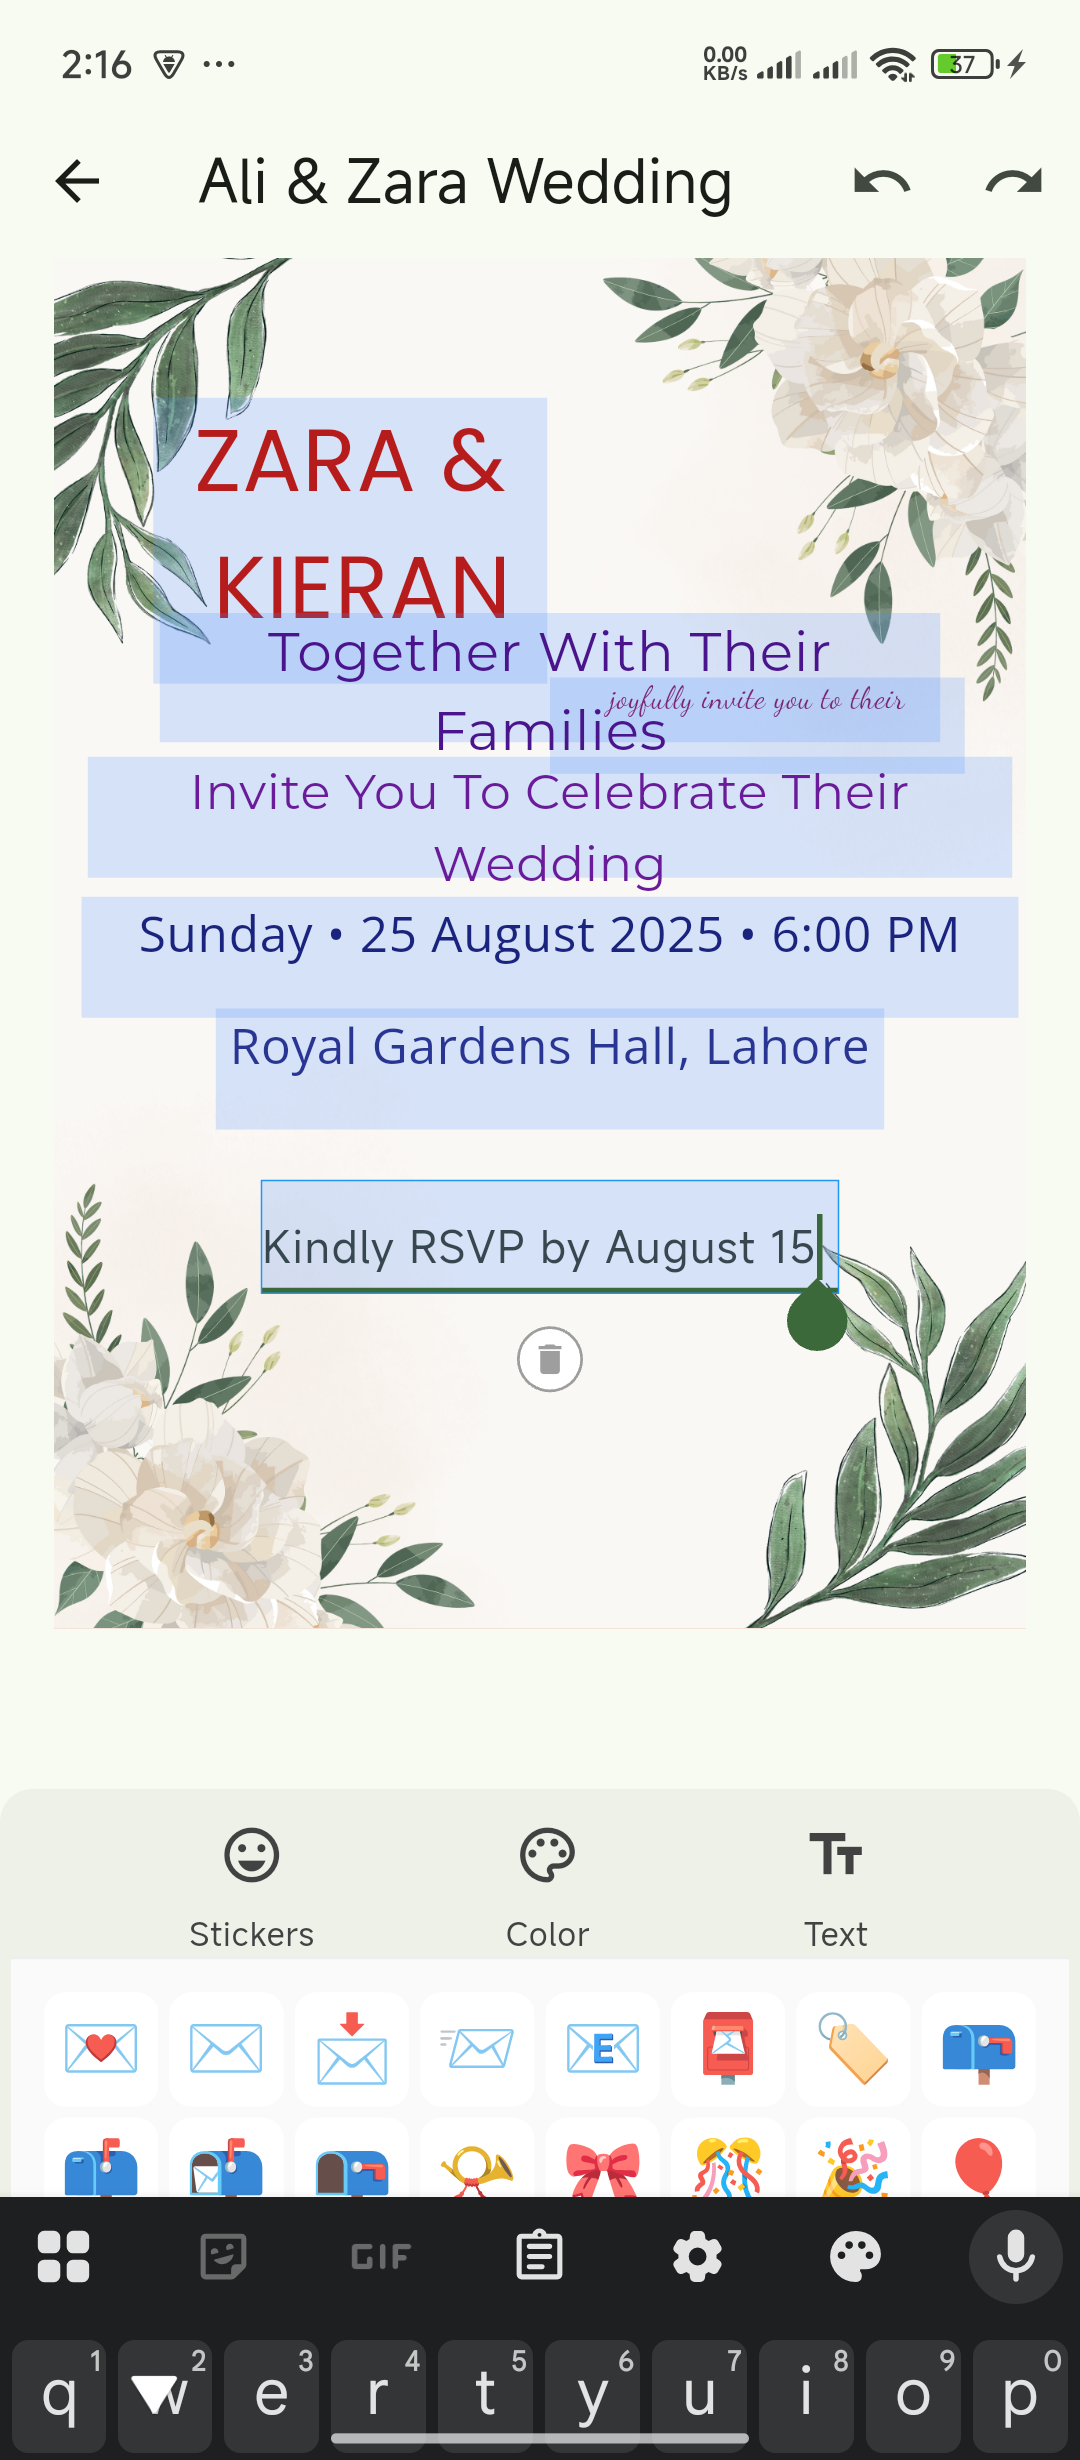 2:16
0.00
KB/s
37
Ali & Zara Wedding
ZARA &
KIERAN
Together With Their
joyfully invite you to their
Families
Invite You To Celebrate Their
Wedding
Sunday • 25 August 2025 • 6:00 PM
Royal Gardens Hall, Lahore
Kindly RSVP by August 15
Stickers
Color
Text
E
GIF
1 2 3 4 5 6 7 8 9 0
q w e r t y u i o p